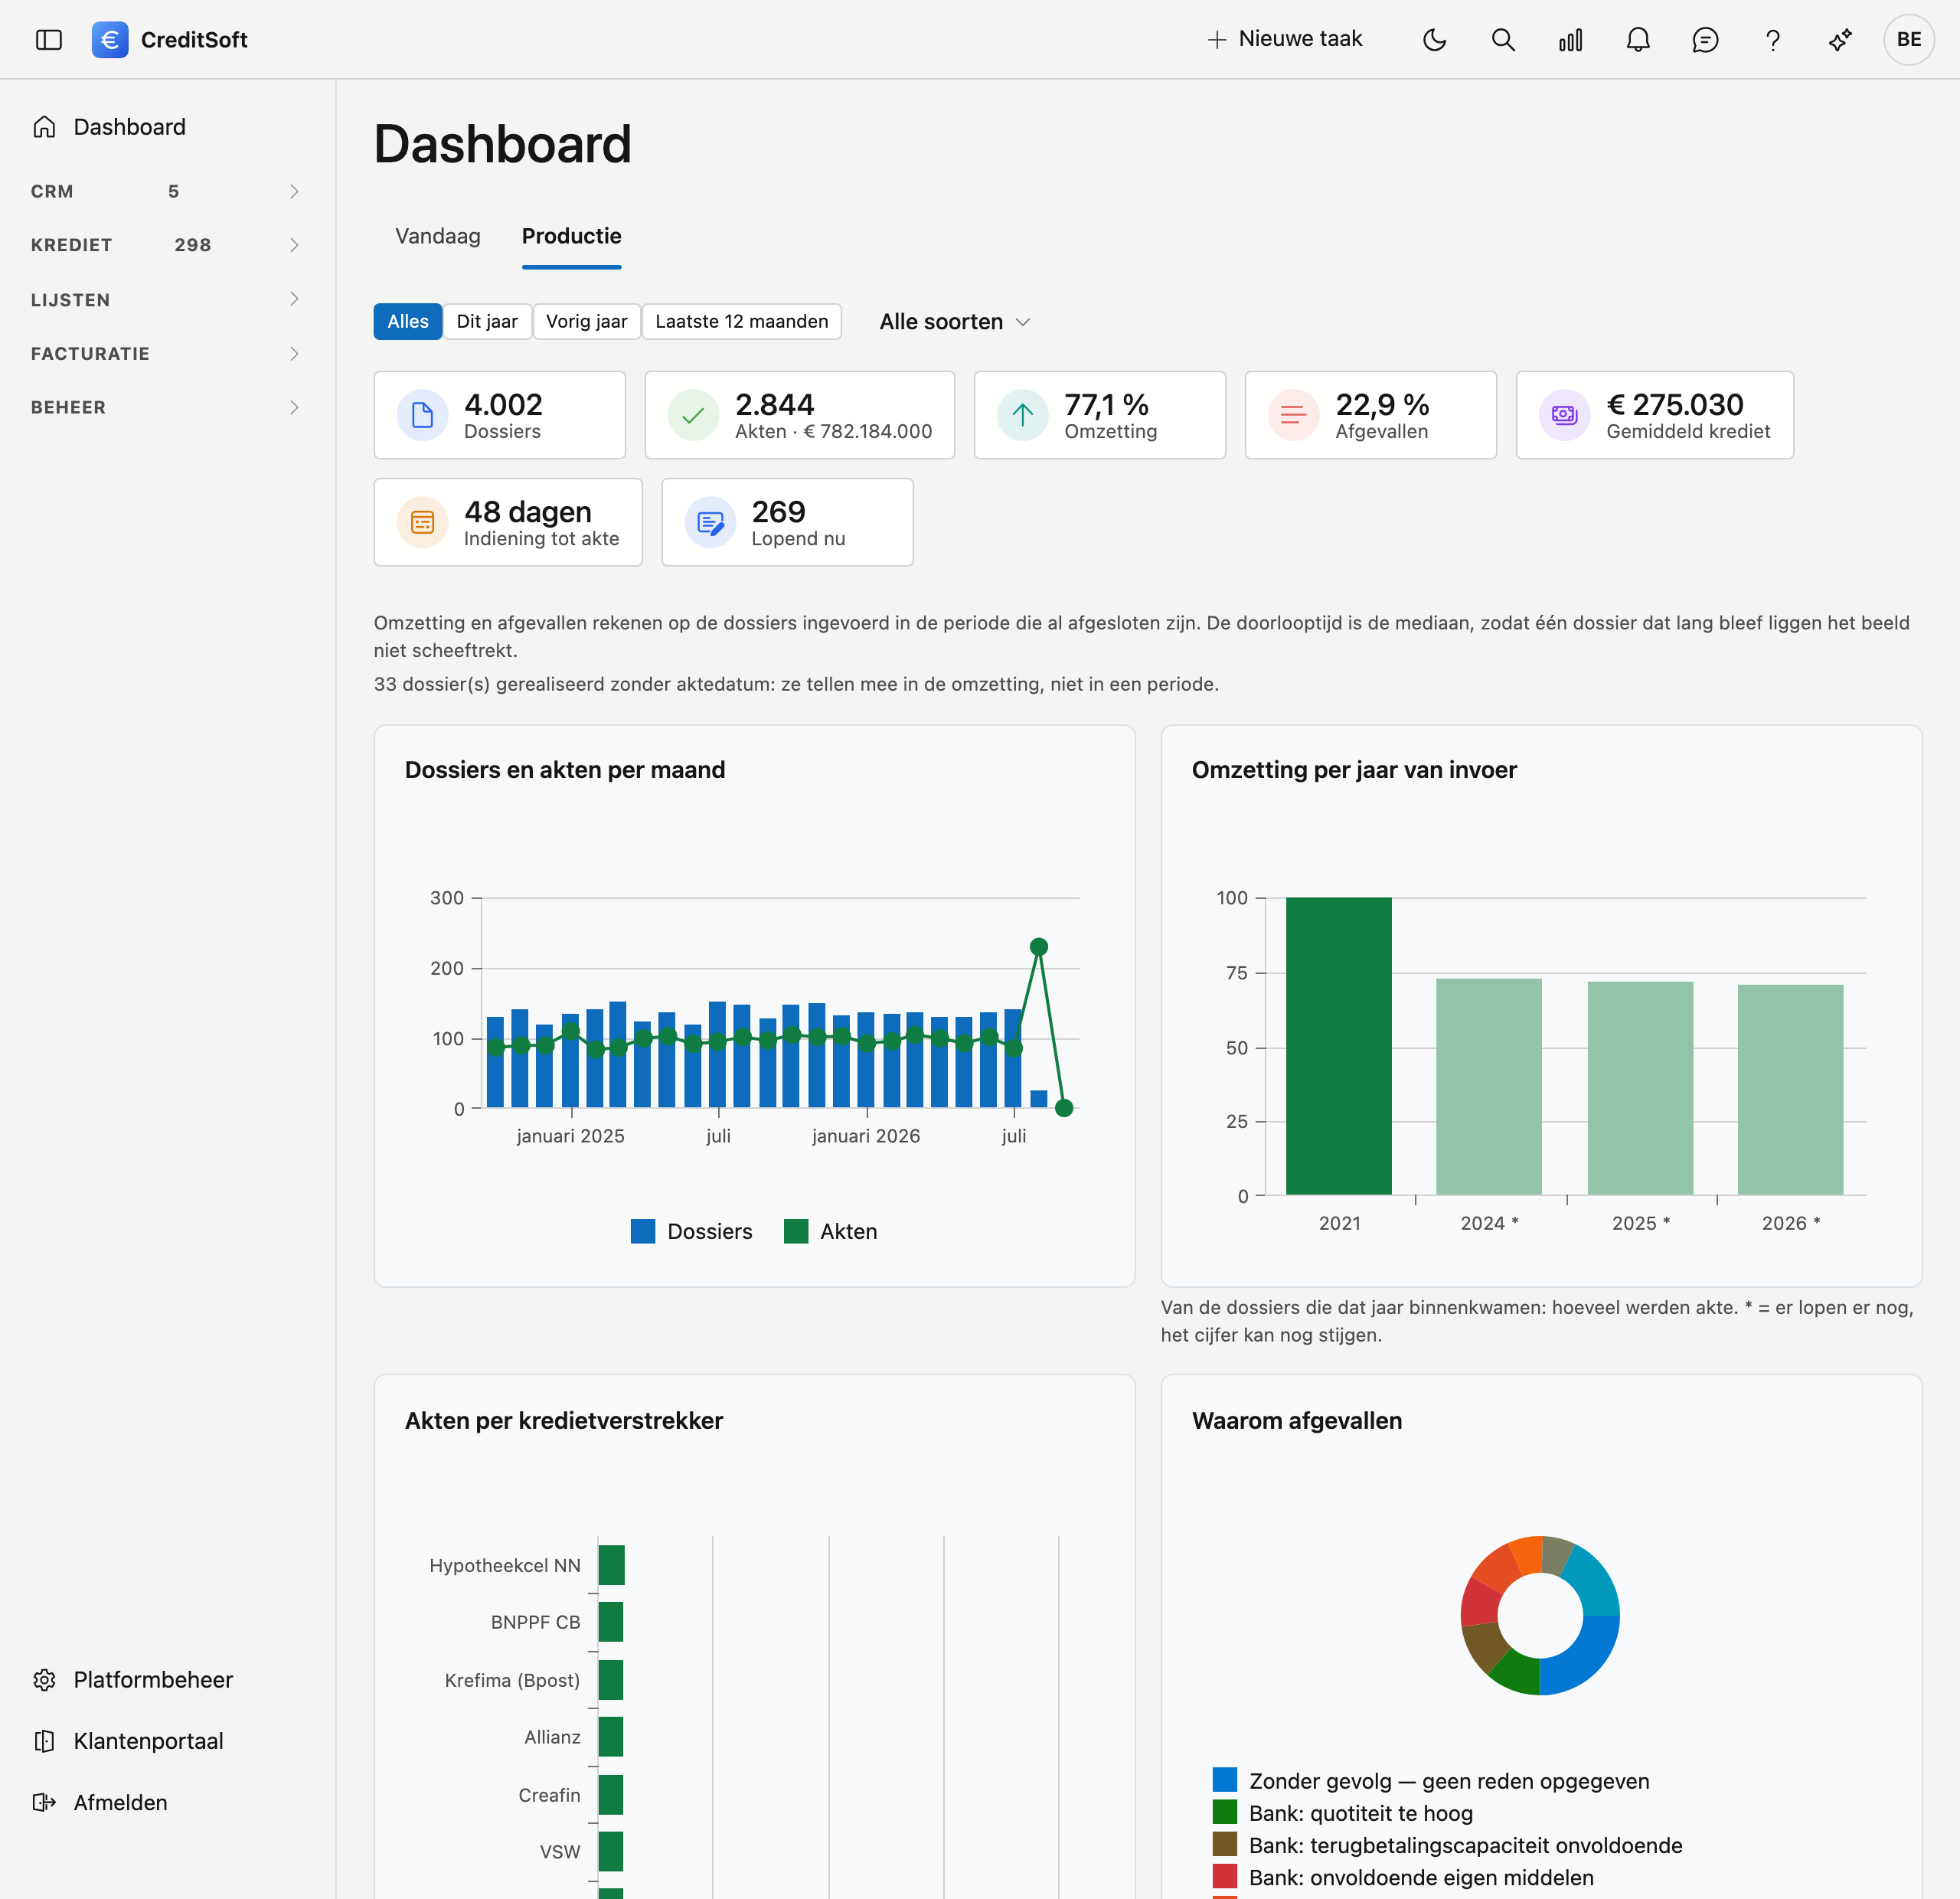 CreditSoft
Nieuwe taak
BE
Dashboard
CRM 5
KREDIET 298
LIJSTEN
FACTURATIE
BEHEER
Platformbeheer
Klantenportaal
Afmelden
Dashboard
Vandaag Productie
Alles Dit jaar Vorig jaar Laatste 12 maanden Alle soorten
4.002
Dossiers
2.844
Akten · € 782.184.000
77,1 %
Omzetting
22,9 %
Afgevallen
€ 275.030
Gemiddeld krediet
48 dagen
Indiening tot akte
269
Lopend nu
Omzetting en afgevallen rekenen op de dossiers ingevoerd in de periode die al afgesloten zijn. De doorlooptijd is de mediaan, zodat één dossier dat lang bleef liggen het beeld
niet scheeftrekt.
33 dossier(s) gerealiseerd zonder aktedatum: ze tellen mee in de omzetting, niet in een periode.
Dossiers en akten per maand
300
200
100
0
januari 2025 juli januari 2026 juli
Dossiers Akten
Omzetting per jaar van invoer
100
75
50
25
0
2021 2024 * 2025 * 2026 *
Van de dossiers die dat jaar binnenkwamen: hoeveel werden akte. * = er lopen er nog,
het cijfer kan nog stijgen.
Akten per kredietverstrekker
Hypotheekcel NN
BNPPF CB
Krefima (Bpost)
Allianz
Creafin
VSW
Waarom afgevallen
Zonder gevolg — geen reden opgegeven
Bank: quotiteit te hoog
Bank: terugbetalingscapaciteit onvoldoende
Bank: onvoldoende eigen middelen